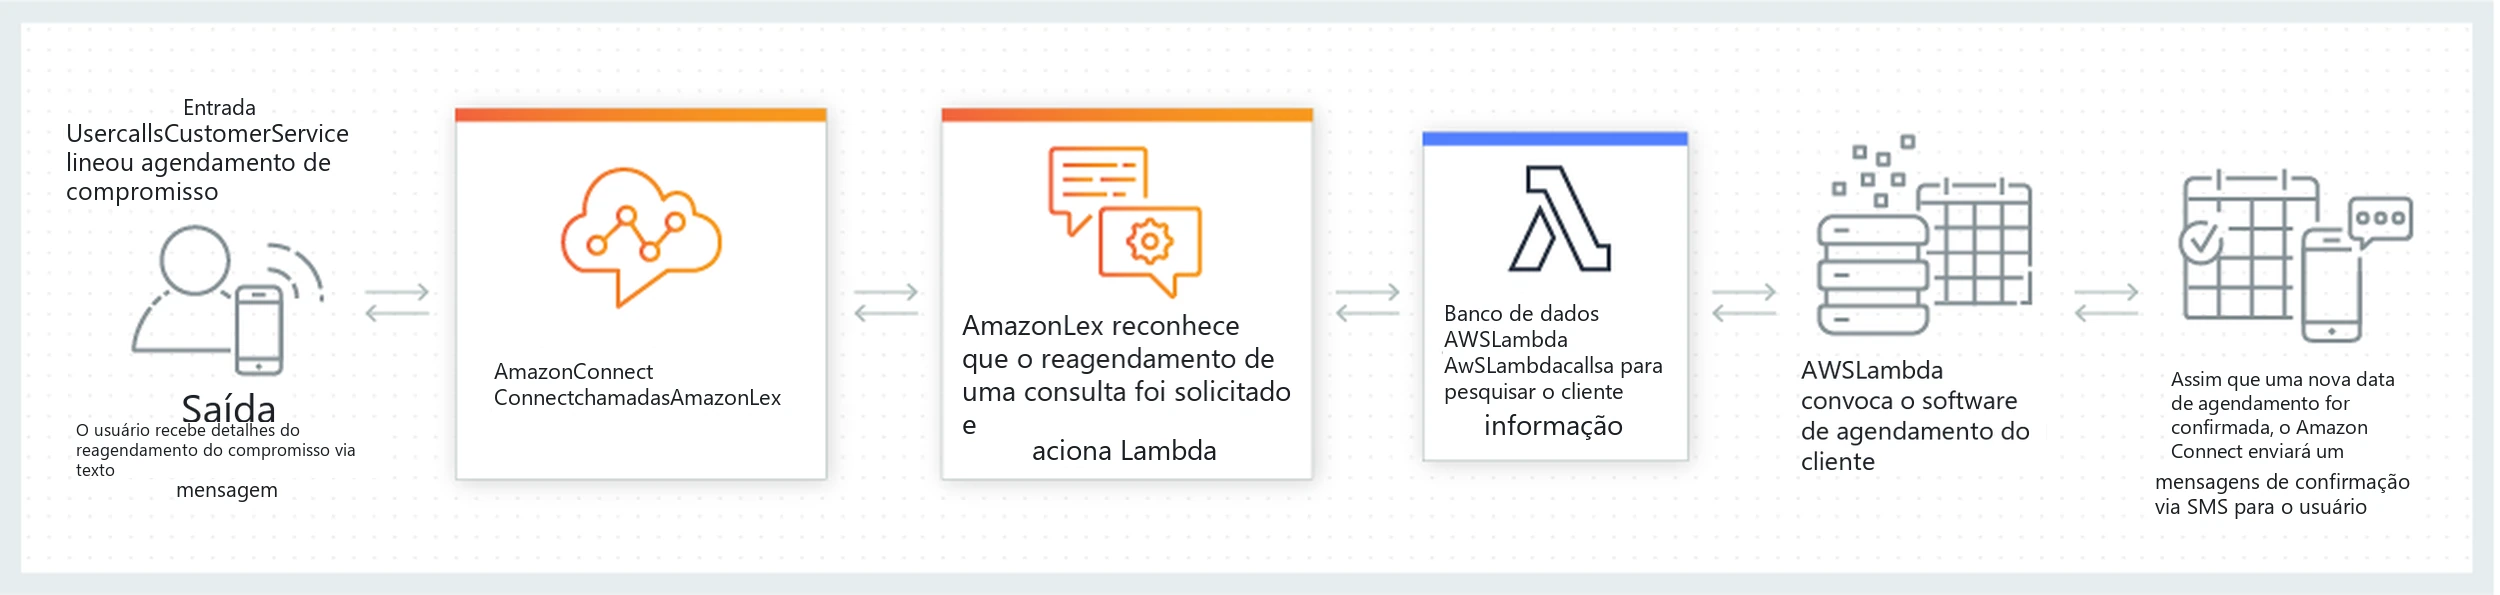 Entrada
UsercallsCustomerService
lineou agendamento de
compromisso
Saída
O usuário recebe detalhes do
reagendamento do compromisso via
texto
mensagem
AmazonConnect
ConnectchamadasAmazonLex
AmazonLex reconhece
que o reagendamento de
uma consulta foi solicitado
e
aciona Lambda
Banco de dados
AWSLambda
AwSLambdacallsa para
pesquisar o cliente
informação
AWSLambda
convoca o software
de agendamento do
cliente
Assim que uma nova data
de agendamento for
confirmada, o Amazon
Connect enviará um
mensagens de confirmação
via SMS para o usuário